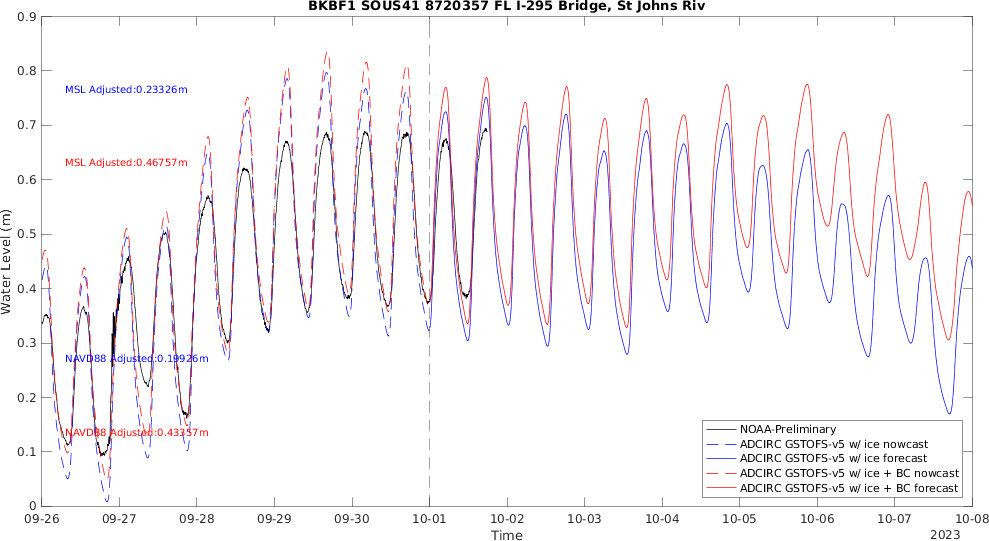 BKBF1 SOUS41 8720357 FL I-295 Bridge, St Johns Riv
0.9
0.8
0.7
0.6
0.5
0.4
0.3
0.2
0.1
0
Water Level (m)
MSL Adjusted:0.23326m
MSL Adjusted:0.46757m
NAVD88 Adjusted:0.19926m
NAVD88 Adjusted:0.43357m
NOAA-Preliminary
ADCIRC GSTOFS-v5 w/ ice nowcast
ADCIRC GSTOFS-v5 w/ ice forecast
ADCIRC GSTOFS-v5 w/ ice + BC nowcast
ADCIRC GSTOFS-v5 w/ ice + BC forecast
09-26 09-27 09-28 09-29 09-30 10-01 10-02 10-03 10-04 10-05 10-06 10-07 10-08
Time
2023